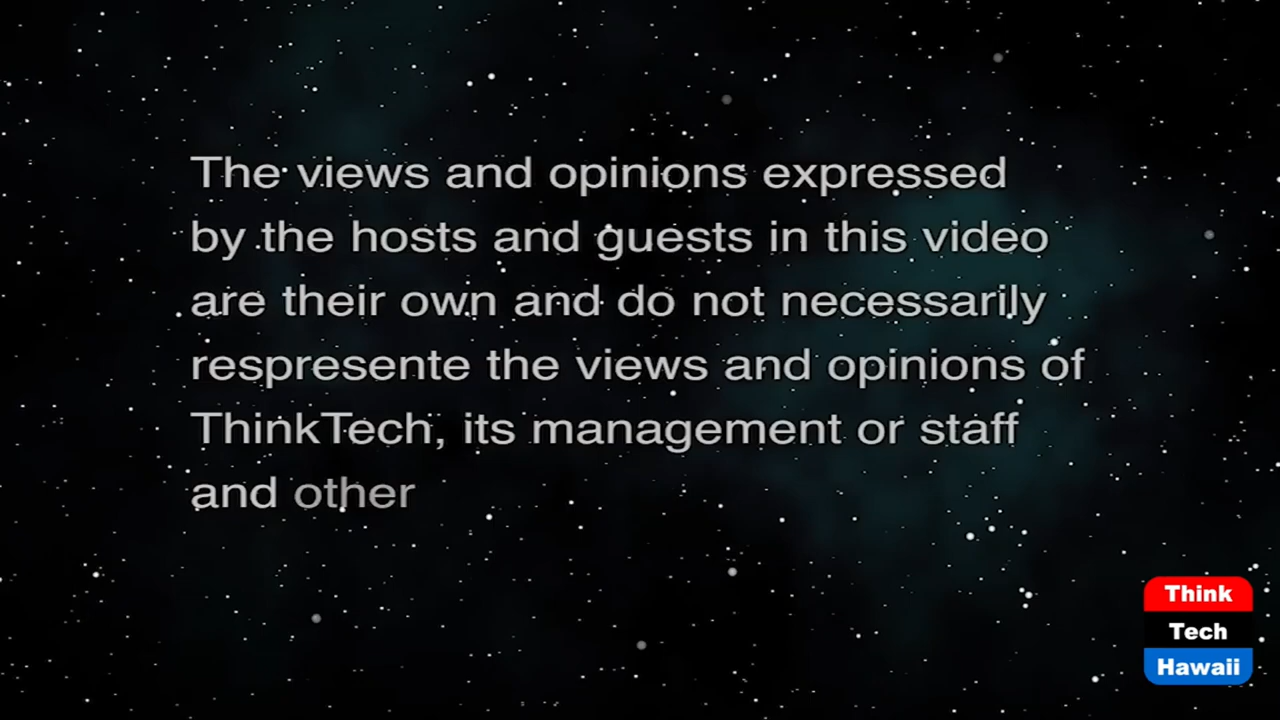 The views and opinions expressed
by the hosts and guests in this video
are their own and do not necessarily
respresente the views and opinions of
ThinkTech, its management or staff
and other
Think
Tech
Hawaii